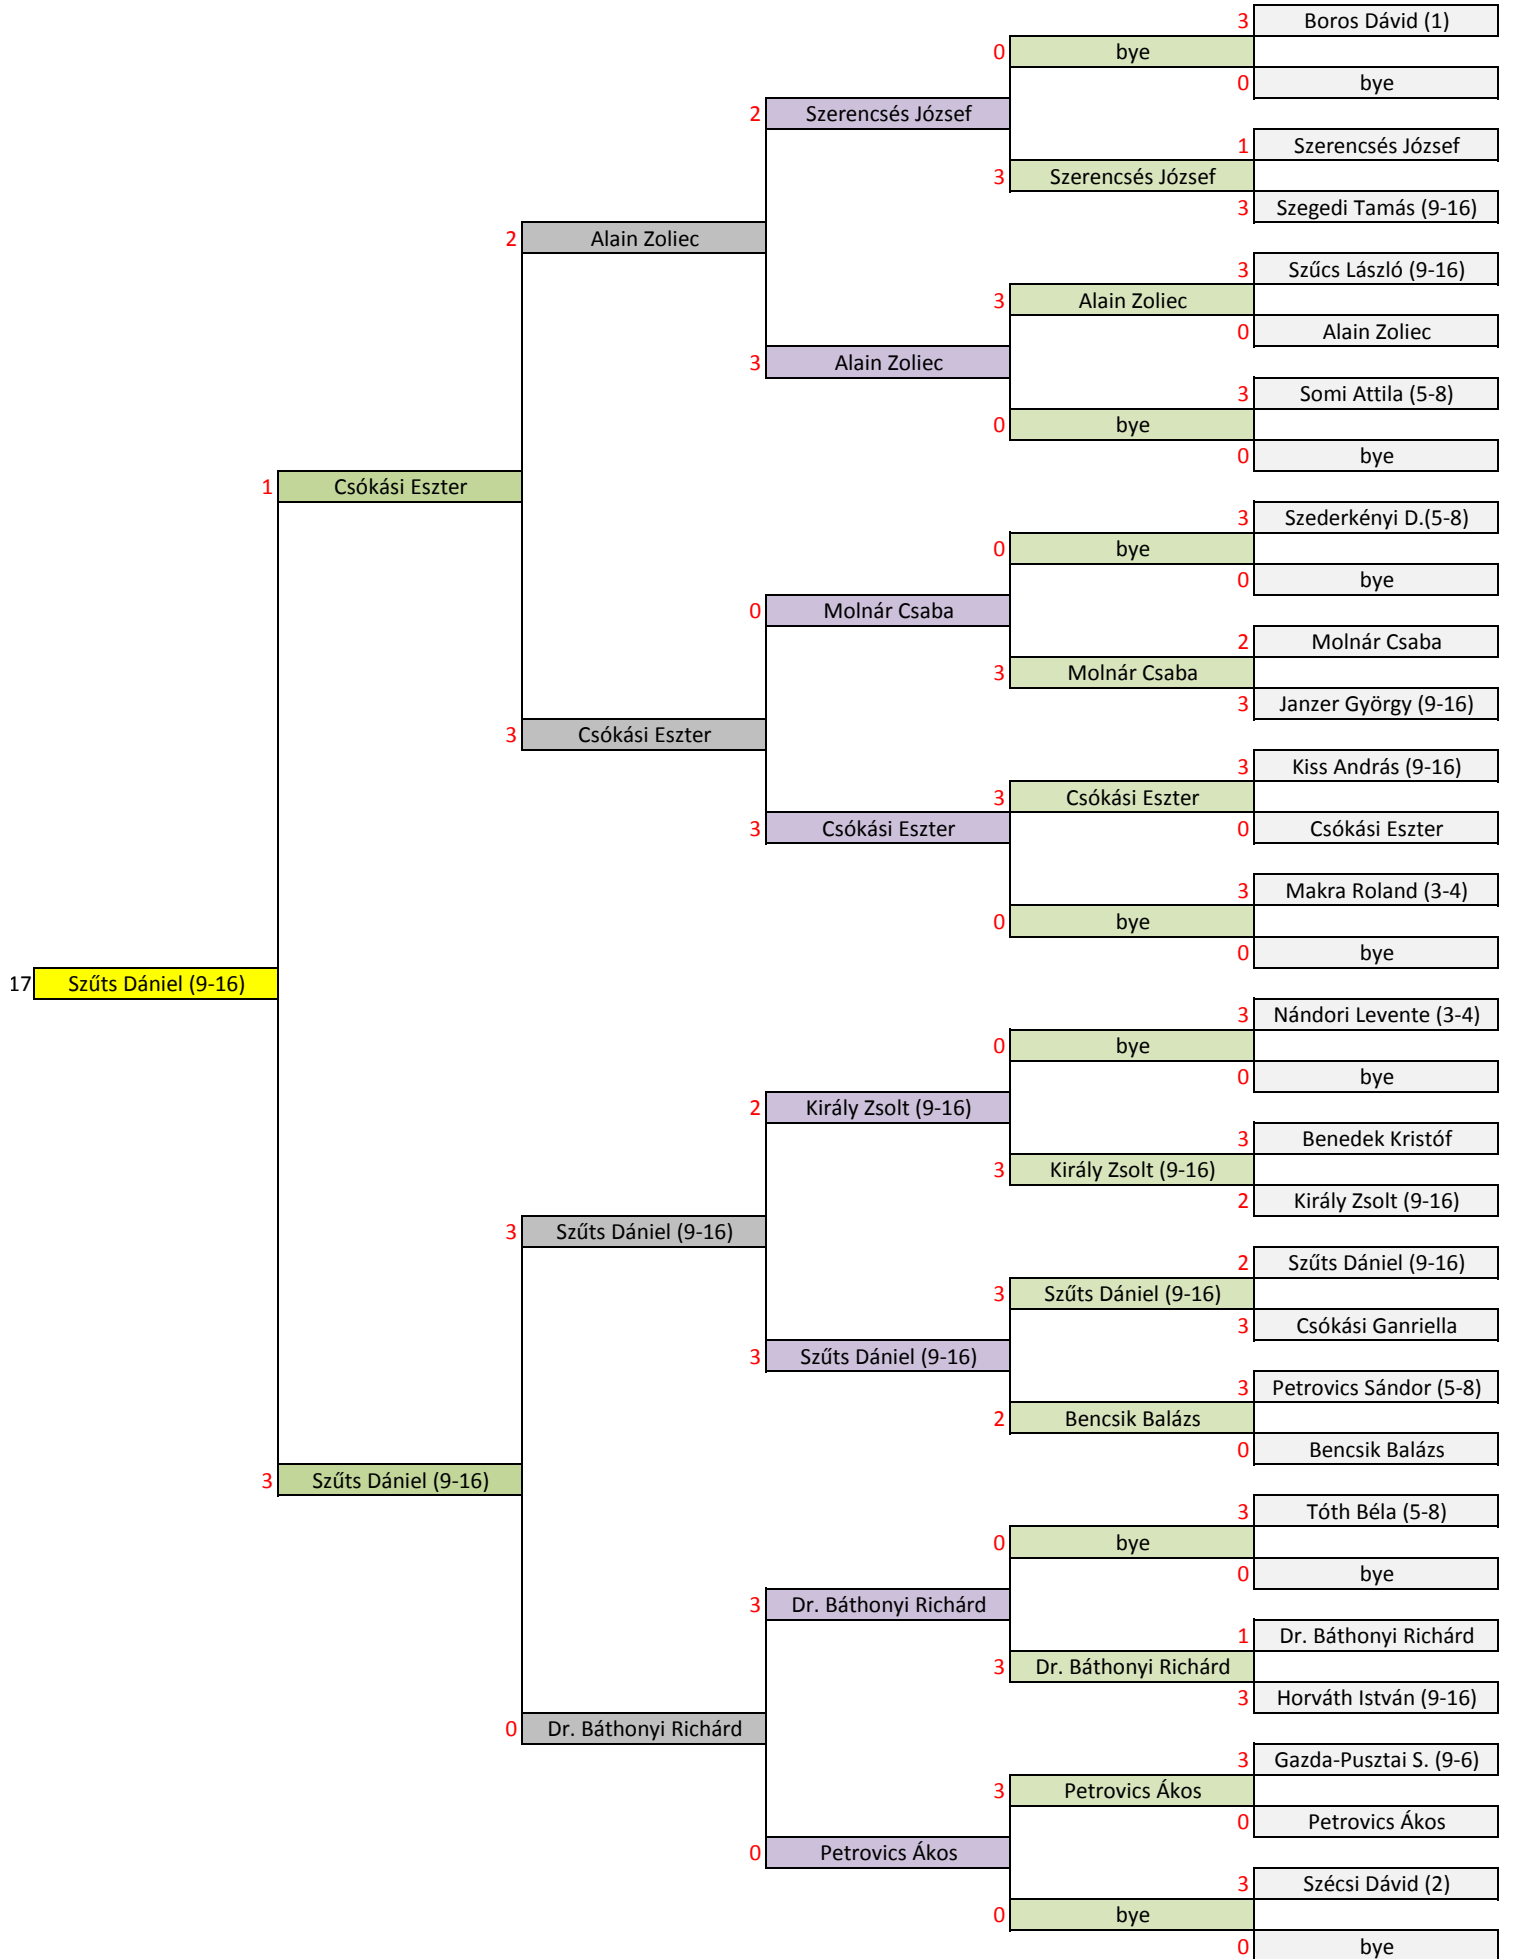 3 Boros Dávid (1)
0 bye
0 bye
2 Szerencsés József
1 Szerencsés József
3 Szerencsés József
3 Szegedi Tamás (9-16)
2 Alain Zoliec
3 Szűcs László (9-16)
3 Alain Zoliec
0 Alain Zoliec
3 Alain Zoliec
3 Somi Attila (5-8)
0 bye
0 bye
1 Csókási Eszter
3 Szederkényi D.(5-8)
0 bye
0 bye
0 Molnár Csaba
2 Molnár Csaba
3 Molnár Csaba
3 Janzer György (9-16)
3 Csókási Eszter
3 Kiss András (9-16)
3 Csókási Eszter
3 Csókási Eszter
0 Csókási Eszter
3 Makra Roland (3-4)
0 bye
0 bye
17 Szűts Dániel (9-16)
3 Nándori Levente (3-4)
0 bye
0 bye
2 Király Zsolt (9-16)
3 Benedek Kristóf
3 Király Zsolt (9-16)
2 Király Zsolt (9-16)
3 Szűts Dániel (9-16)
2 Szűts Dániel (9-16)
3 Szűts Dániel (9-16)
3 Csókási Ganriella
3 Szűts Dániel (9-16)
3 Petrovics Sándor (5-8)
2 Bencsik Balázs
0 Bencsik Balázs
3 Szűts Dániel (9-16)
3 Tóth Béla (5-8)
0 bye
0 bye
3 Dr. Báthonyi Richárd
1 Dr. Báthonyi Richárd
3 Dr. Báthonyi Richárd
3 Horváth István (9-16)
0 Dr. Báthonyi Richárd
3 Gazda-Pusztai S. (9-6)
3 Petrovics Ákos
0 Petrovics Ákos
0 Petrovics Ákos
3 Szécsi Dávid (2)
0 bye
0 bye